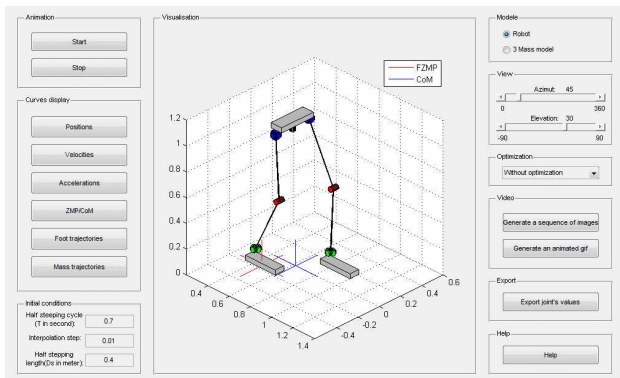 Animation
Start
Stop
Curves display
Positions
Velocities
Accelerations
ZMP/CoM
Foot trajectories
Mass trajectories
Initial conditions
Half steeping cycle
(T in second):
0.7
Interpolation step:
0.01
Half stepping
length(Ds in meter):
0.4
Visualisation
FZMP
CoM
1.2
1
0.8
0.6
0.4
0.2
0
0.4
0.6
0.8
1
1.2
1.4
-0.4
-0.2
0
0.2
0.4
0.6
Modele
Robot
3 Mass model
View
Azimut: 45
0 360
Elevation: 30
-90 90
Optimization
Without optimization
Video
Generate a sequence of images
Generate an animated gif
Export
Export joint's values
Help
Help